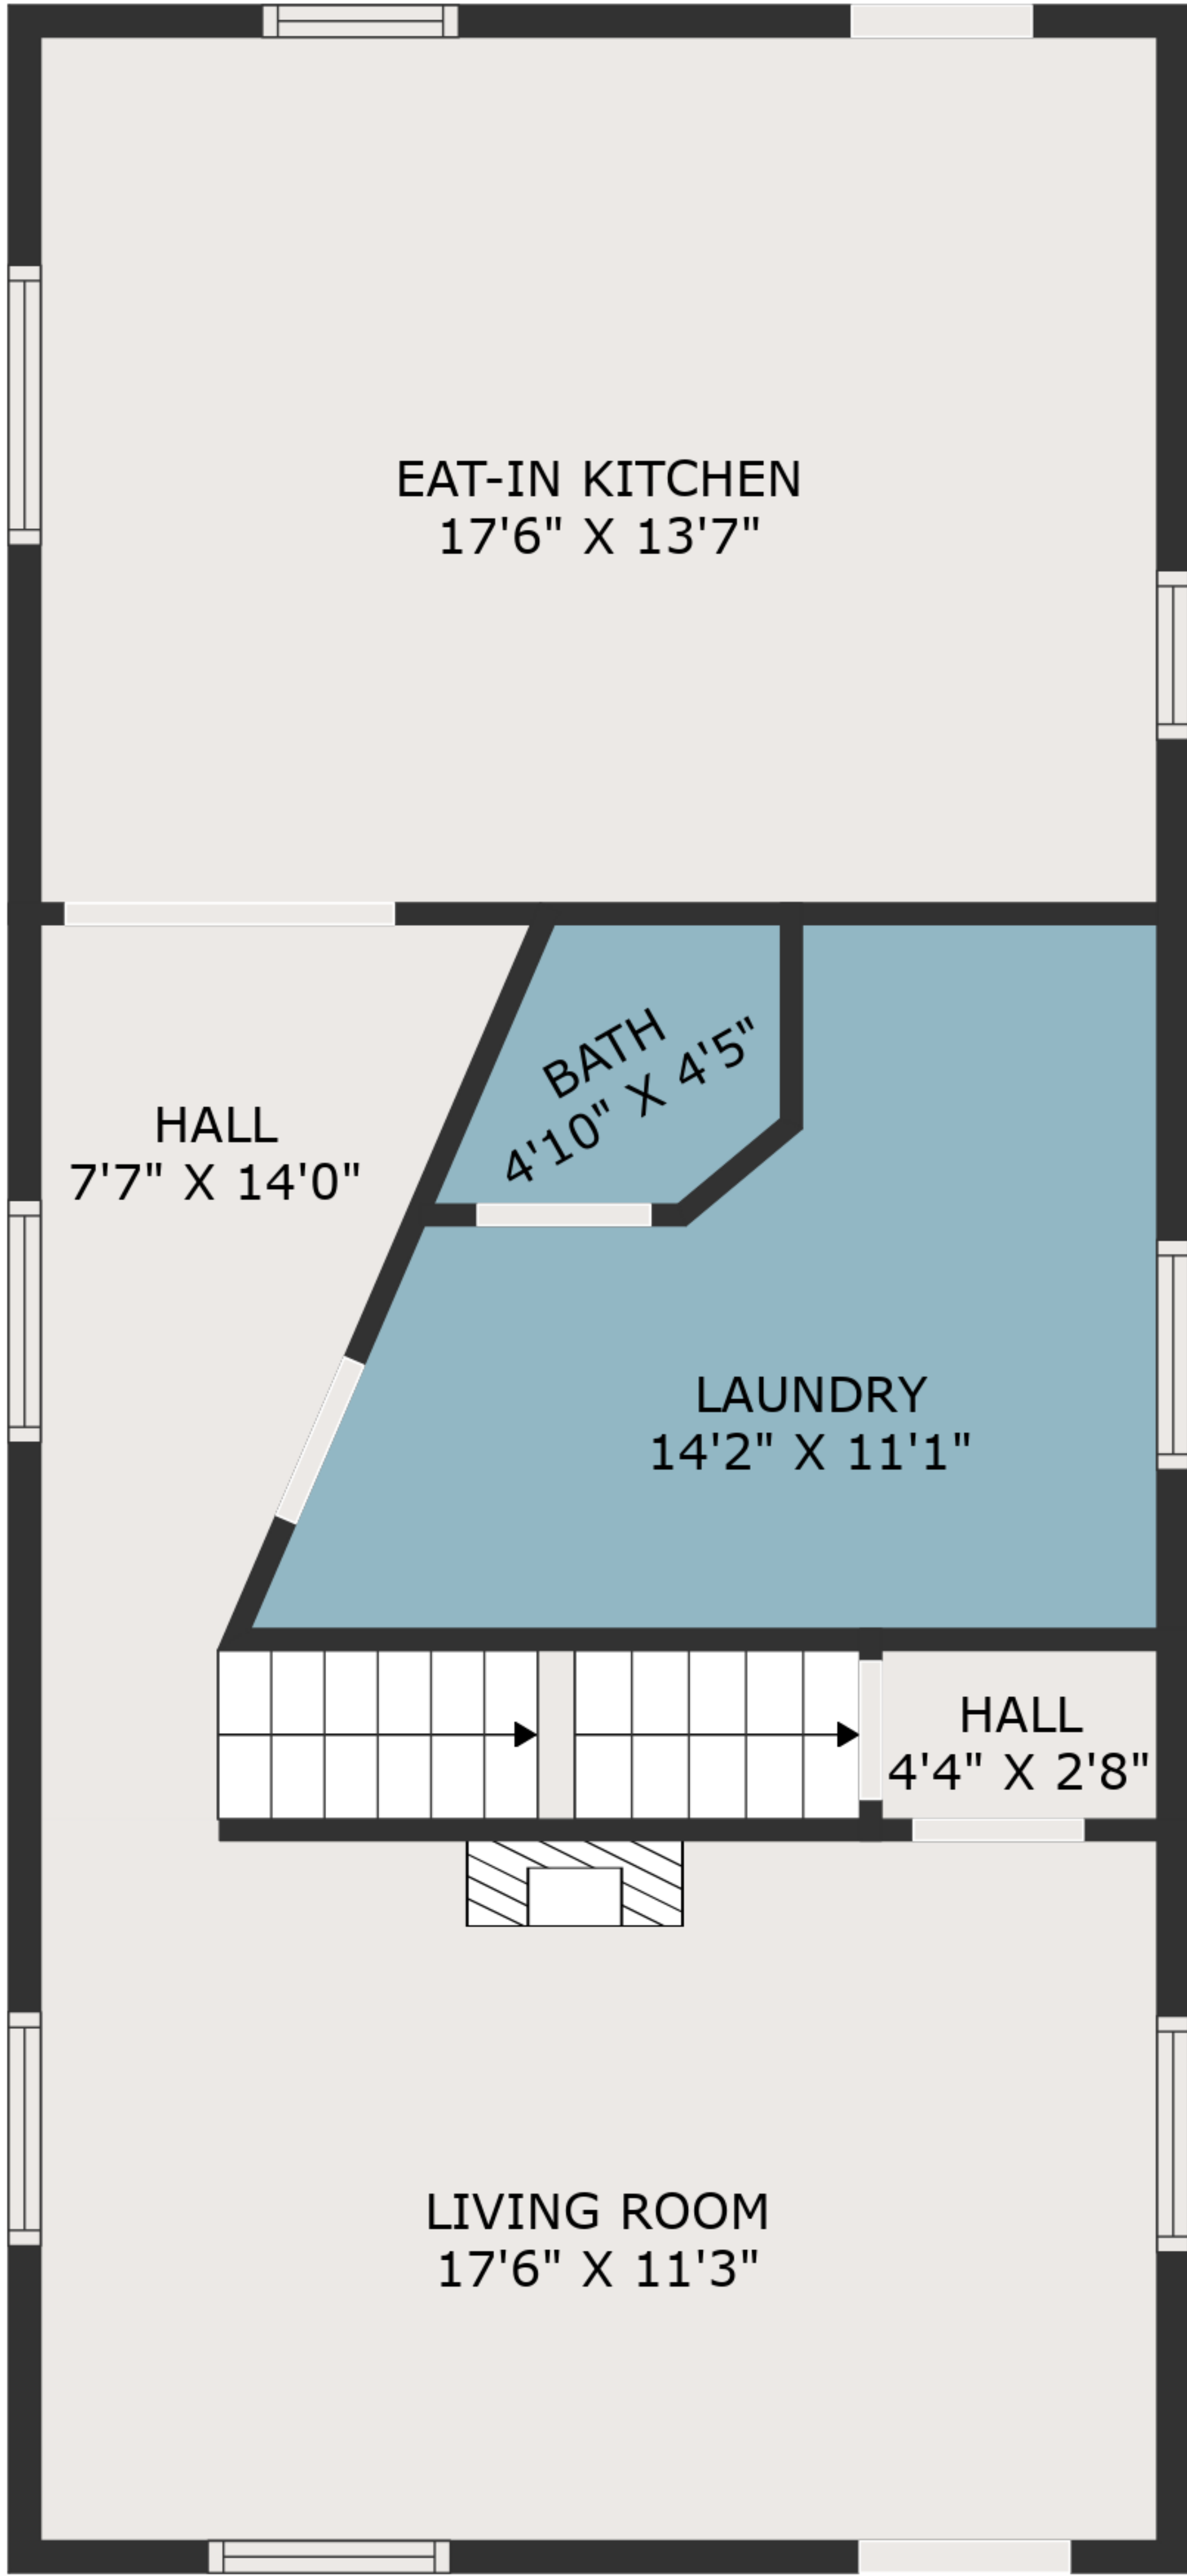 EAT-IN KITCHEN
17'6" X 13'7"
BATH
4'10" X 4'5"
HALL
7'7" X 14'0"
LAUNDRY
14'2" X 11'1"
HALL
4'4" X 2'8"
LIVING ROOM
17'6" X 11'3"